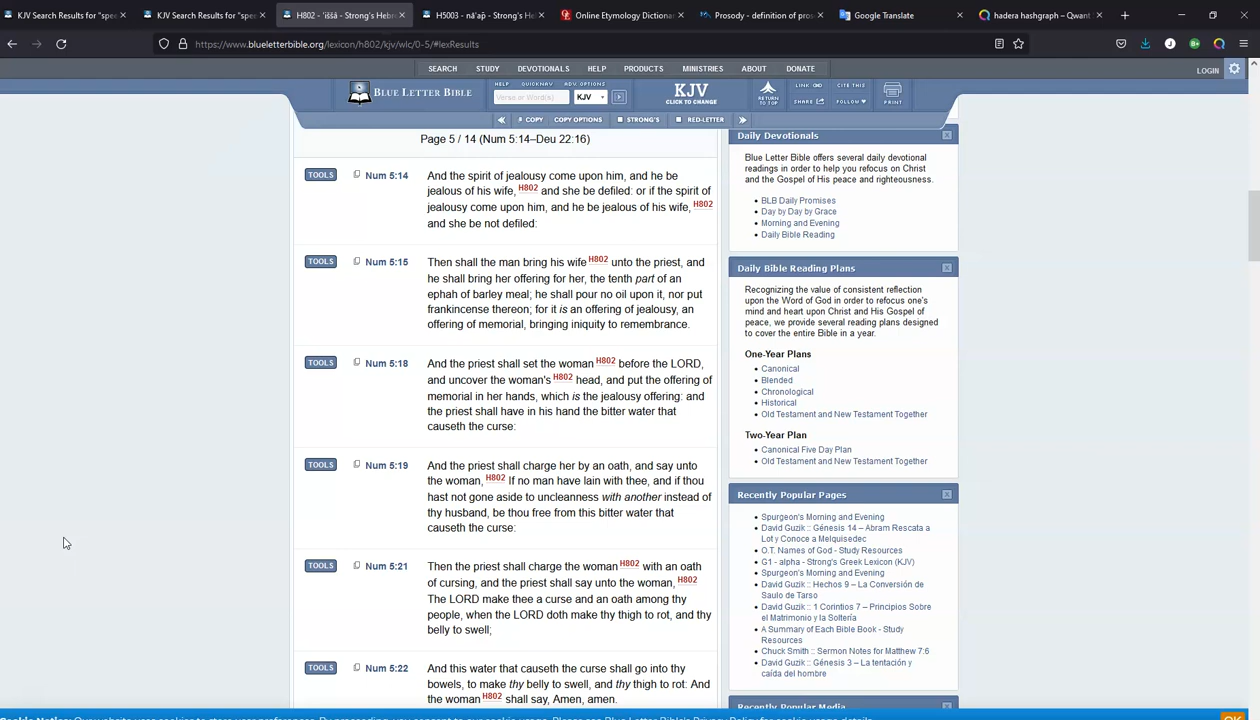 KJV Search Results for "spee
KJV Search Results for "spee
H802 - 'iššâ - Strong's Hebre
H5003 - nā'ap̄ - Strong's He
Online Etymology Dictionar
Prosody - definition of pros
Google Translate
hadera hashgraph – Qwant
https://www.blueletterbible.org/lexicon/h802/kjv/wlc/0-5/#lexResults
SEARCH STUDY DEVOTIONALS HELP PRODUCTS MINISTRIES ABOUT DONATE
LOGIN
BLUE LETTER BIBLE
HELP QUICKNAV ADV OPTIONS
Verse or Word(s) KJV
KJV
CLICK TO CHANGE
RETURN TO TOP
LINK CITE THIS
SHARE FOLLOW
PRINT
COPY COPY OPTIONS STRONG'S RED-LETTER
Page 5 / 14 (Num 5:14–Deu 22:16)
TOOLS Num 5:14
And the spirit of jealousy come upon him, and he be
jealous of his wife, H802 and she be defiled: or if the spirit of
jealousy come upon him, and he be jealous of his wife, H802
and she be not defiled:
TOOLS Num 5:15
Then shall the man bring his wife H802 unto the priest, and
he shall bring her offering for her, the tenth part of an
ephah of barley meal; he shall pour no oil upon it, nor put
frankincense thereon; for it is an offering of jealousy, an
offering of memorial, bringing iniquity to remembrance.
TOOLS Num 5:18
And the priest shall set the woman H802 before the LORD,
and uncover the woman's H802 head, and put the offering of
memorial in her hands, which is the jealousy offering: and
the priest shall have in his hand the bitter water that
causeth the curse:
TOOLS Num 5:19
And the priest shall charge her by an oath, and say unto
the woman, H802 If no man have lain with thee, and if thou
hast not gone aside to uncleanness with another instead of
thy husband, be thou free from this bitter water that
causeth the curse:
TOOLS Num 5:21
Then the priest shall charge the woman H802 with an oath
of cursing, and the priest shall say unto the woman, H802
The LORD make thee a curse and an oath among thy
people, when the LORD doth make thy thigh to rot, and thy
belly to swell;
TOOLS Num 5:22
And this water that causeth the curse shall go into thy
bowels, to make thy belly to swell, and thy thigh to rot: And
the woman H802 shall say, Amen, amen.
Daily Devotionals
Blue Letter Bible offers several daily devotional
readings in order to help you refocus on Christ
and the Gospel of His peace and righteousness.
BLB Daily Promises
Day by Day by Grace
Morning and Evening
Daily Bible Reading
Daily Bible Reading Plans
Recognizing the value of consistent reflection
upon the Word of God in order to refocus one's
mind and heart upon Christ and His Gospel of
peace, we provide several reading plans designed
to cover the entire Bible in a year.
One-Year Plans
Canonical
Blended
Chronological
Historical
Old Testament and New Testament Together
Two-Year Plan
Canonical Five Day Plan
Old Testament and New Testament Together
Recently Popular Pages
Spurgeon's Morning and Evening
David Guzik :: Génesis 14 – Abram Rescata a
Lot y Conoce a Melquisedec
O.T. Names of God - Study Resources
G1 - alpha - Strong's Greek Lexicon (KJV)
Spurgeon's Morning and Evening
David Guzik :: Hechos 9 – La Conversión de
Saulo de Tarso
David Guzik :: 1 Corintios 7 – Principios Sobre
el Matrimonio y la Soltería
A Summary of Each Bible Book - Study
Resources
Chuck Smith :: Sermon Notes for Matthew 7:6
David Guzik :: Génesis 3 – La tentación y
caída del hombre
Recently Popular Media